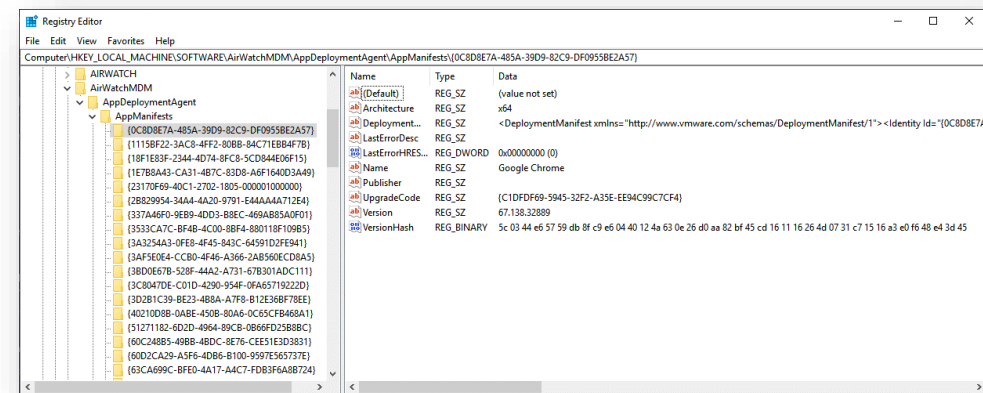 Registry Editor
File Edit View Favorites Help
Computer\HKEY_LOCAL_MACHINE\SOFTWARE\AirWatchMDM\AppDeploymentAgent\AppManifests\{0C8D8E7A-485A-39D9-82C9-DF0955BE2A57}
AIRWATCH
AirWatchMDM
AppDeploymentAgent
AppManifests
{0C8D8E7A-485A-39D9-82C9-DF0955BE2A57}
{1115BF22-3AC8-4FF2-80BB-84C71EBB4F7B}
{18F1E83F-2344-4D74-8FC8-5CD844E06F15}
{1E7B8A43-CA31-4B7C-83D8-A6F1640D3A49}
{23170F69-40C1-2702-1805-000001000000}
{2B829954-34A4-4A20-9791-E44AA4A712E4}
{337A46F0-9EB9-4DD3-B8EC-469AB85A0F01}
{3533CA7C-BF4B-4C00-8BF4-880118F109B5}
{3A3254A3-0FE8-4F45-843C-64591D2FE941}
{3AF5E0E4-CCB0-4F46-A366-2AB560ECD8A5}
{3BD0E67B-528F-44A2-A731-67B301ADC111}
{3C8047DE-C01D-4290-954F-0FA65719222D}
{3D2B1C39-BE23-4B8A-A7F8-B12E36BF78EE}
{40210D8B-0ABE-450B-80A6-0C65CFB468A1}
{51271182-6D2D-4964-89CB-0B66FD25B8BC}
{60C248B5-49BB-4BDC-8E76-CEE51E3D3831}
{60D2CA29-A5F6-4DB6-B100-9597E565737E}
{63CA699C-BFE0-4A17-A4C7-FDB3F6A8B724}
Name Type Data
(Default) REG_SZ (value not set)
Architecture REG_SZ x64
Deployment... REG_SZ <DeploymentManifest xmlns="http://www.vmware.com/schemas/DeploymentManifest/1"><Identity Id="{0C8D8E7A
LastErrorDesc REG_SZ
LastErrorHRES... REG_DWORD 0x00000000 (0)
Name REG_SZ Google Chrome
Publisher REG_SZ
UpgradeCode REG_SZ {C1DFDF69-5945-32F2-A35E-EE94C99C7CF4}
Version REG_SZ 67.138.32889
VersionHash REG_BINARY 5c 03 44 e6 57 59 db 8f c9 e6 04 40 12 4a 63 0e 26 d0 aa 82 bf 45 cd 16 11 16 26 4d 07 31 c7 15 16 a3 e0 f6 48 e4 3d 45